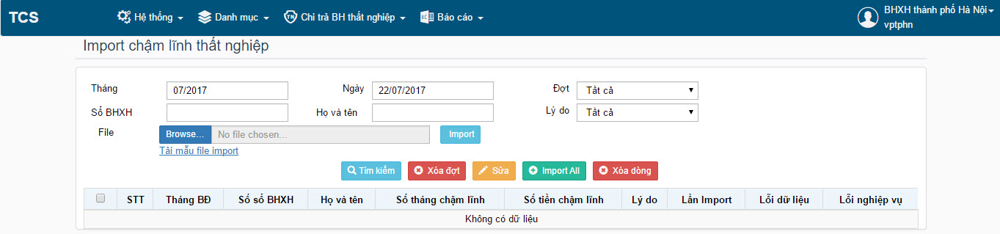 TCS Hệ thống Danh mục Chi trả BH thất nghiệp Báo cáo BHXH thành phố Hà Nội
vptphn
Import chậm lĩnh thất nghiệp
Tháng 07/2017 Ngày 22/07/2017 Đợt Tất cả
Số BHXH Họ và tên Lý do Tất cả
File Browse... No file chosen... Import
Tải mẫu file import
Tìm kiếm Xóa đợt Sửa Import All Xóa dòng
STT Tháng BĐ Số sổ BHXH Họ và tên Số tháng chậm lĩnh Số tiền chậm lĩnh Lý do Lần Import Lỗi dữ liệu Lỗi nghiệp vụ
Không có dữ liệu